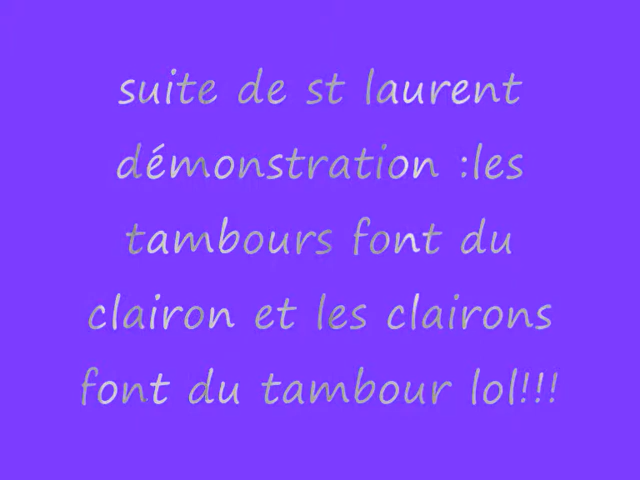 suite de st laurent
démonstration :les
tambours font du
clairon et les clairons
font du tambour lol!!!